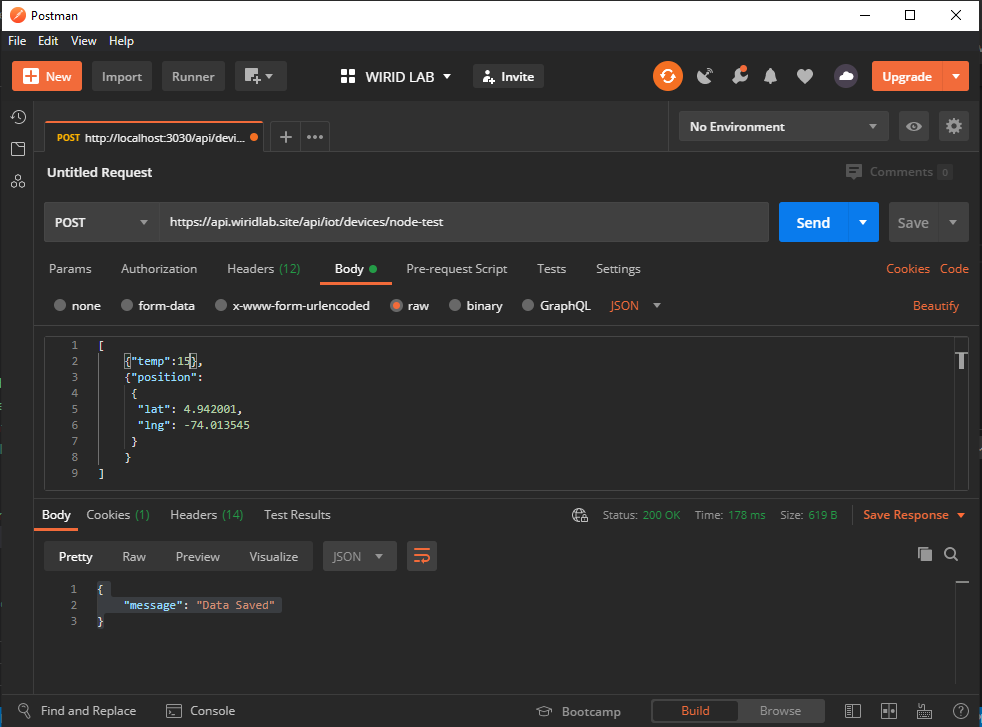 Postman
File Edit View Help
New Import Runner WIRID LAB Invite Upgrade
POST http://localhost:3030/api/devi... No Environment
Untitled Request Comments 0
POST https://api.wiridlab.site/api/iot/devices/node-test Send Save
Params Authorization Headers (12) Body Pre-request Script Tests Settings Cookies Code
none form-data x-www-form-urlencoded raw binary GraphQL JSON Beautify
1 [
2 {"temp":15},
3 {"position":
4 {
5 "lat": 4.942001,
6 "lng": -74.013545
7 }
8 }
9 ]
Body Cookies (1) Headers (14) Test Results Status: 200 OK Time: 178 ms Size: 619 B Save Response
Pretty Raw Preview Visualize JSON
1 {
2 "message": "Data Saved"
3 }
Find and Replace Console Bootcamp Build Browse